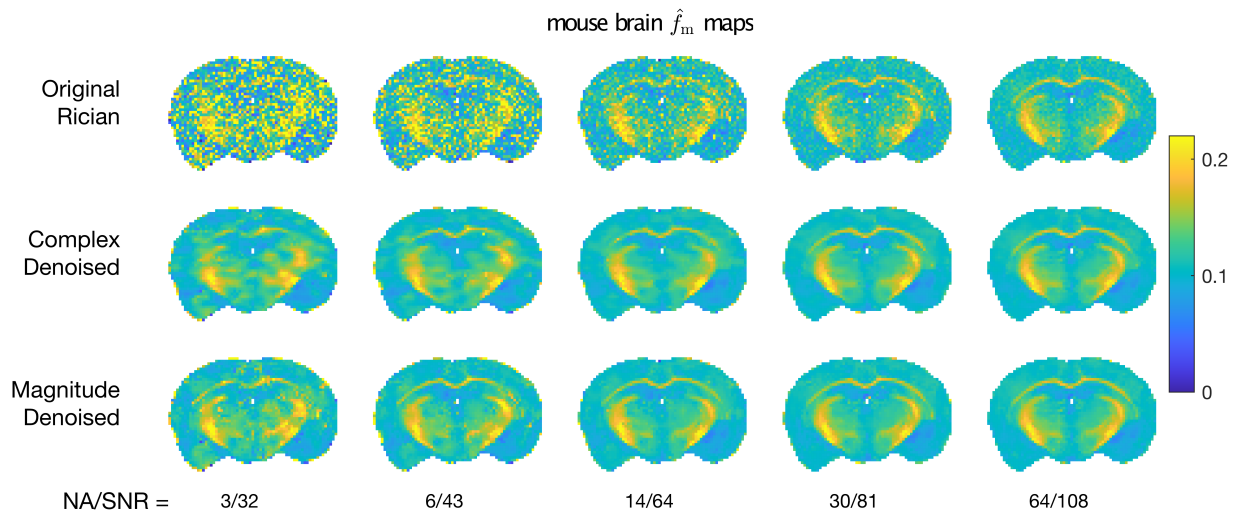 mouse brain f̂m maps
Original
Rician
Complex
Denoised
Magnitude
Denoised
0.2
0.1
0
NA/SNR = 3/32 6/43 14/64 30/81 64/108